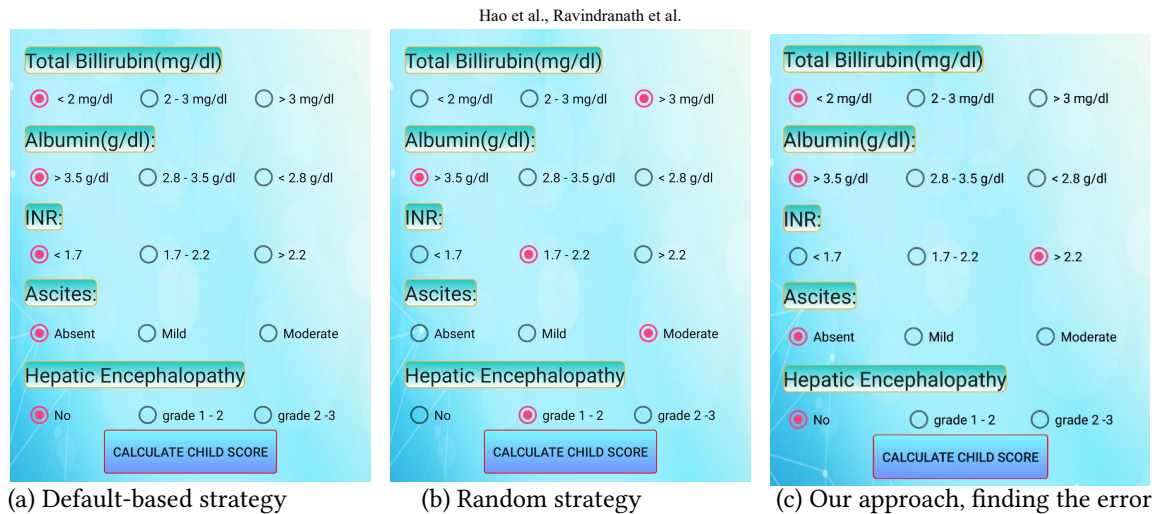 Hao et al., Ravindranath et al.
Total Billirubin(mg/dl)
< 2 mg/dl 2 - 3 mg/dl > 3 mg/dl
Albumin(g/dl):
> 3.5 g/dl 2.8 - 3.5 g/dl < 2.8 g/dl
INR:
< 1.7 1.7 - 2.2 > 2.2
Ascites:
Absent Mild Moderate
Hepatic Encephalopathy
No grade 1 - 2 grade 2 -3
CALCULATE CHILD SCORE
(a) Default-based strategy
Total Billirubin(mg/dl)
< 2 mg/dl 2 - 3 mg/dl > 3 mg/dl
Albumin(g/dl):
> 3.5 g/dl 2.8 - 3.5 g/dl < 2.8 g/dl
INR:
< 1.7 1.7 - 2.2 > 2.2
Ascites:
Absent Mild Moderate
Hepatic Encephalopathy
No grade 1 - 2 grade 2 -3
CALCULATE CHILD SCORE
(b) Random strategy
Total Billirubin(mg/dl)
< 2 mg/dl 2 - 3 mg/dl > 3 mg/dl
Albumin(g/dl):
> 3.5 g/dl 2.8 - 3.5 g/dl < 2.8 g/dl
INR:
< 1.7 1.7 - 2.2 > 2.2
Ascites:
Absent Mild Moderate
Hepatic Encephalopathy
No grade 1 - 2 grade 2 -3
CALCULATE CHILD SCORE
(c) Our approach, finding the error